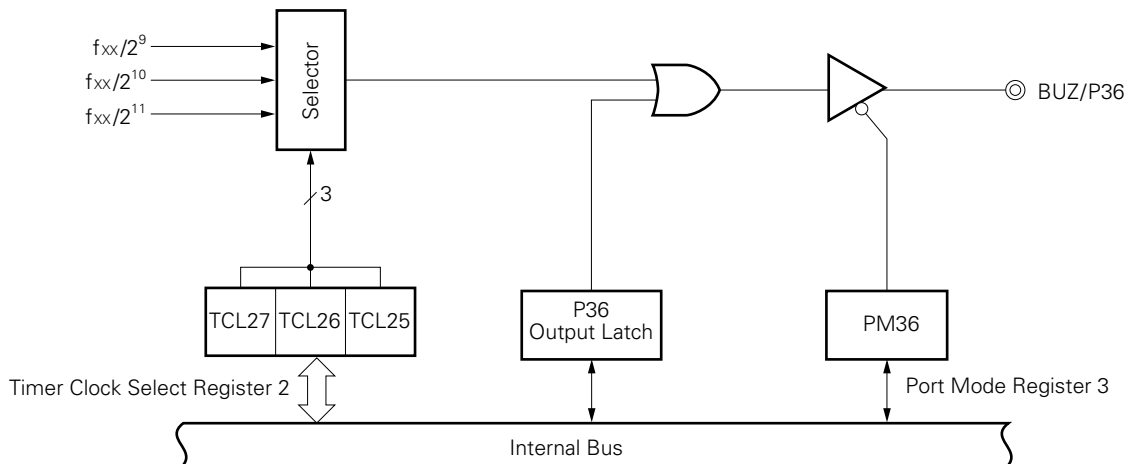 fxx/2⁹
fxx/2¹⁰
fxx/2¹¹
Selector
BUZ/P36
3
TCL27 TCL26 TCL25
P36
Output Latch
PM36
Timer Clock Select Register 2
Port Mode Register 3
Internal Bus